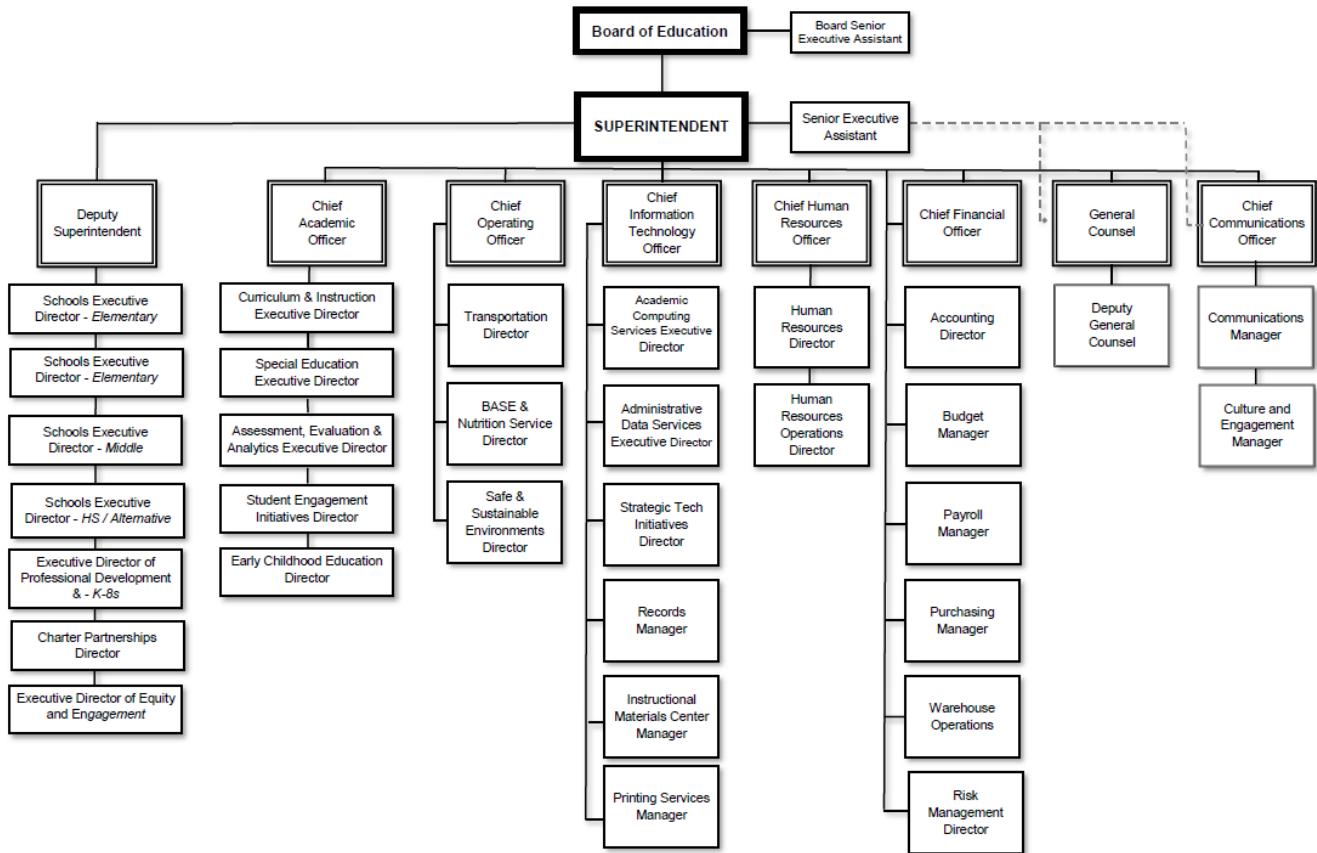 Board of Education
Board Senior
Executive Assistant
SUPERINTENDENT
Senior Executive
Assistant
Deputy
Superintendent
Chief
Academic
Officer
Chief
Operating Officer
Chief
Information
Technology
Officer
Chief Human
Resources Officer
Chief Financial
Officer
General
Counsel
Chief
Communications
Officer
Schools Executive
Director - Elementary
Schools Executive
Director - Elementary
Schools Executive
Director - Middle
Schools Executive
Director - HS / Alternative
Executive Director of
Professional Development
& - K-8s
Charter Partnerships
Director
Executive Director of Equity
and Engagement
Curriculum & Instruction
Executive Director
Special Education
Executive Director
Assessment, Evaluation &
Analytics Executive Director
Student Engagement
Initiatives Director
Early Childhood Education
Director
Transportation
Director
BASE &
Nutrition Service
Director
Safe &
Sustainable
Environments
Director
Academic
Computing
Services Executive
Director
Administrative
Data Services
Executive Director
Strategic Tech
Initiatives
Director
Records
Manager
Instructional
Materials Center
Manager
Printing Services
Manager
Human
Resources
Director
Human
Resources
Operations
Director
Accounting
Director
Budget
Manager
Payroll
Manager
Purchasing
Manager
Warehouse
Operations
Risk
Management
Director
Deputy
General
Counsel
Communications
Manager
Culture and
Engagement
Manager